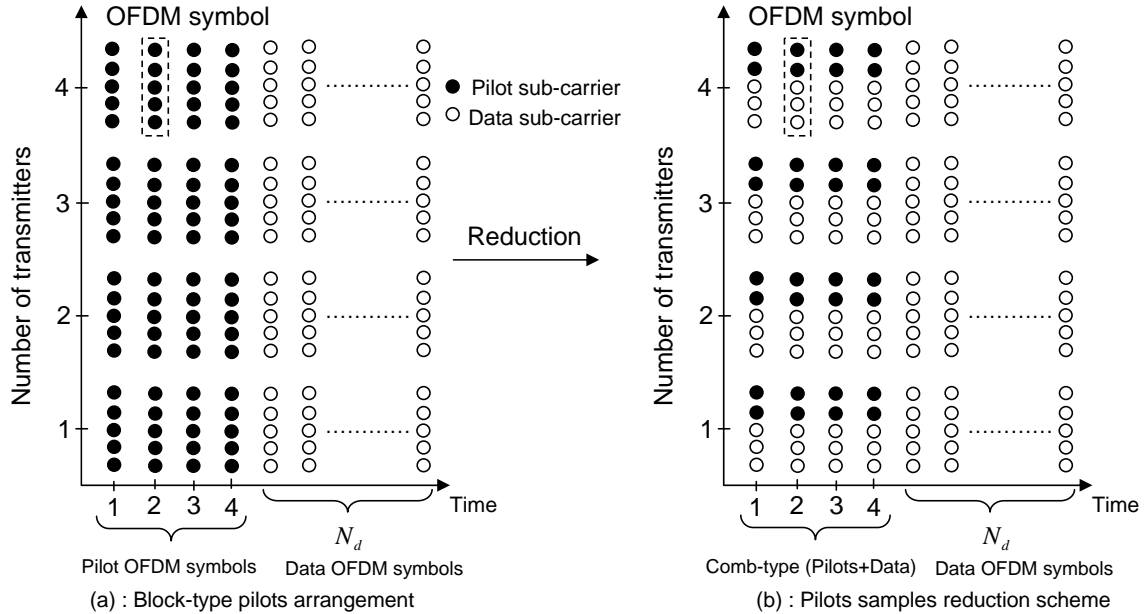 OFDM symbol
4
3
2
1
Number of transmitters
1 2 3 4
Time
N_d
Pilot OFDM symbols
Data OFDM symbols
(a) : Block-type pilots arrangement
Pilot sub-carrier
Data sub-carrier
Reduction
OFDM symbol
4
3
2
1
Number of transmitters
1 2 3 4
Time
N_d
Comb-type (Pilots+Data)
Data OFDM symbols
(b) : Pilots samples reduction scheme